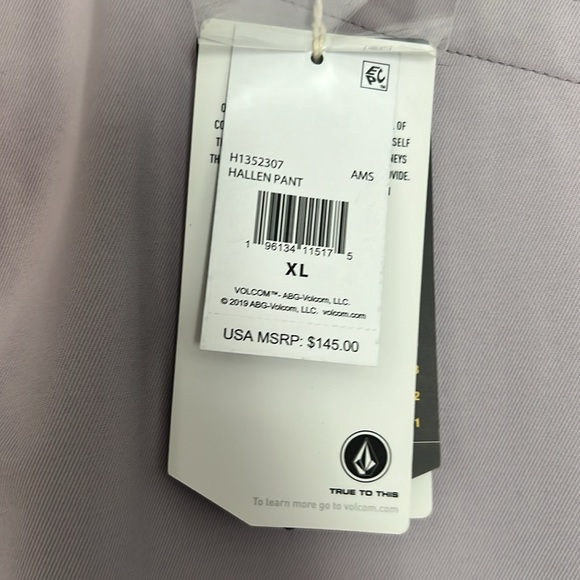 H1352307
HALLEN PANT AMS
1 96134 11517 5
XL
VOLCOM™- ABG-Volcom, LLC.
© 2019 ABG-Volcom, LLC. volcom.com
USA MSRP: $145.00
OF
TRUE TO THIS
To learn more go to volcom.com